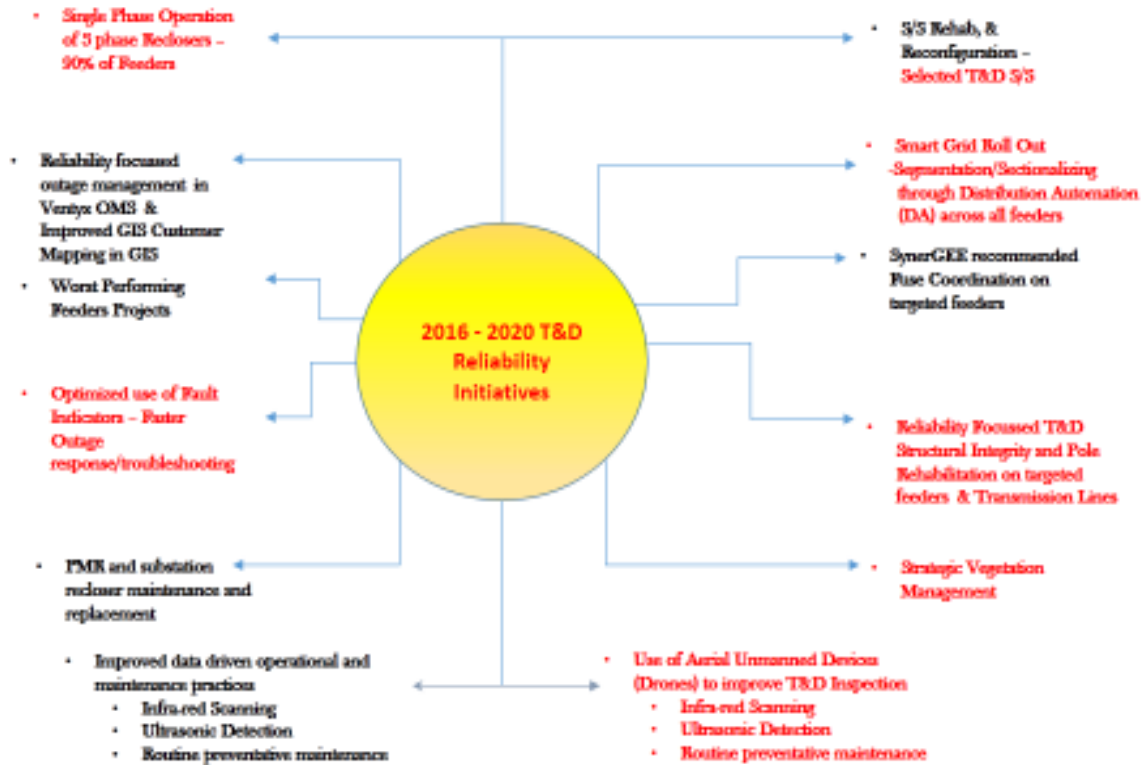 • Single Phase Operation
of 3 phase Reclosers –
90% of Feeders
• S/S Rehab, &
Reconfiguration –
Selected T&D S/S
• Reliability focussed
outage management in
Ventyx OMS &
Improved GIS Customer
Mapping in GIS
• Smart Grid Roll Out
-Segmentation/Sectionalizing
through Distribution Automation
(DA) across all feeders
• Worst Performing
Feeders Projects
• SynerGEE recommended
Fuse Coordination on
targeted feeders
2016 - 2020 T&D
Reliability
Initiatives
• Optimized use of Fault
Indicators – Faster
Outage
response/troubleshooting
• Reliability Focussed T&D
Structural Integrity and Pole
Rehabilitation on targeted
feeders & Transmission Lines
• PMR and substation
recloser maintenance and
replacement
• Strategic Vegetation
Management
• Improved data driven operational and
maintenance practices
• Infra-red Scanning
• Ultrasonic Detection
• Routine preventative maintenance
• Use of Aerial Unmanned Devices
(Drones) to improve T&D Inspection
• Infra-red Scanning
• Ultrasonic Detection
• Routine preventative maintenance